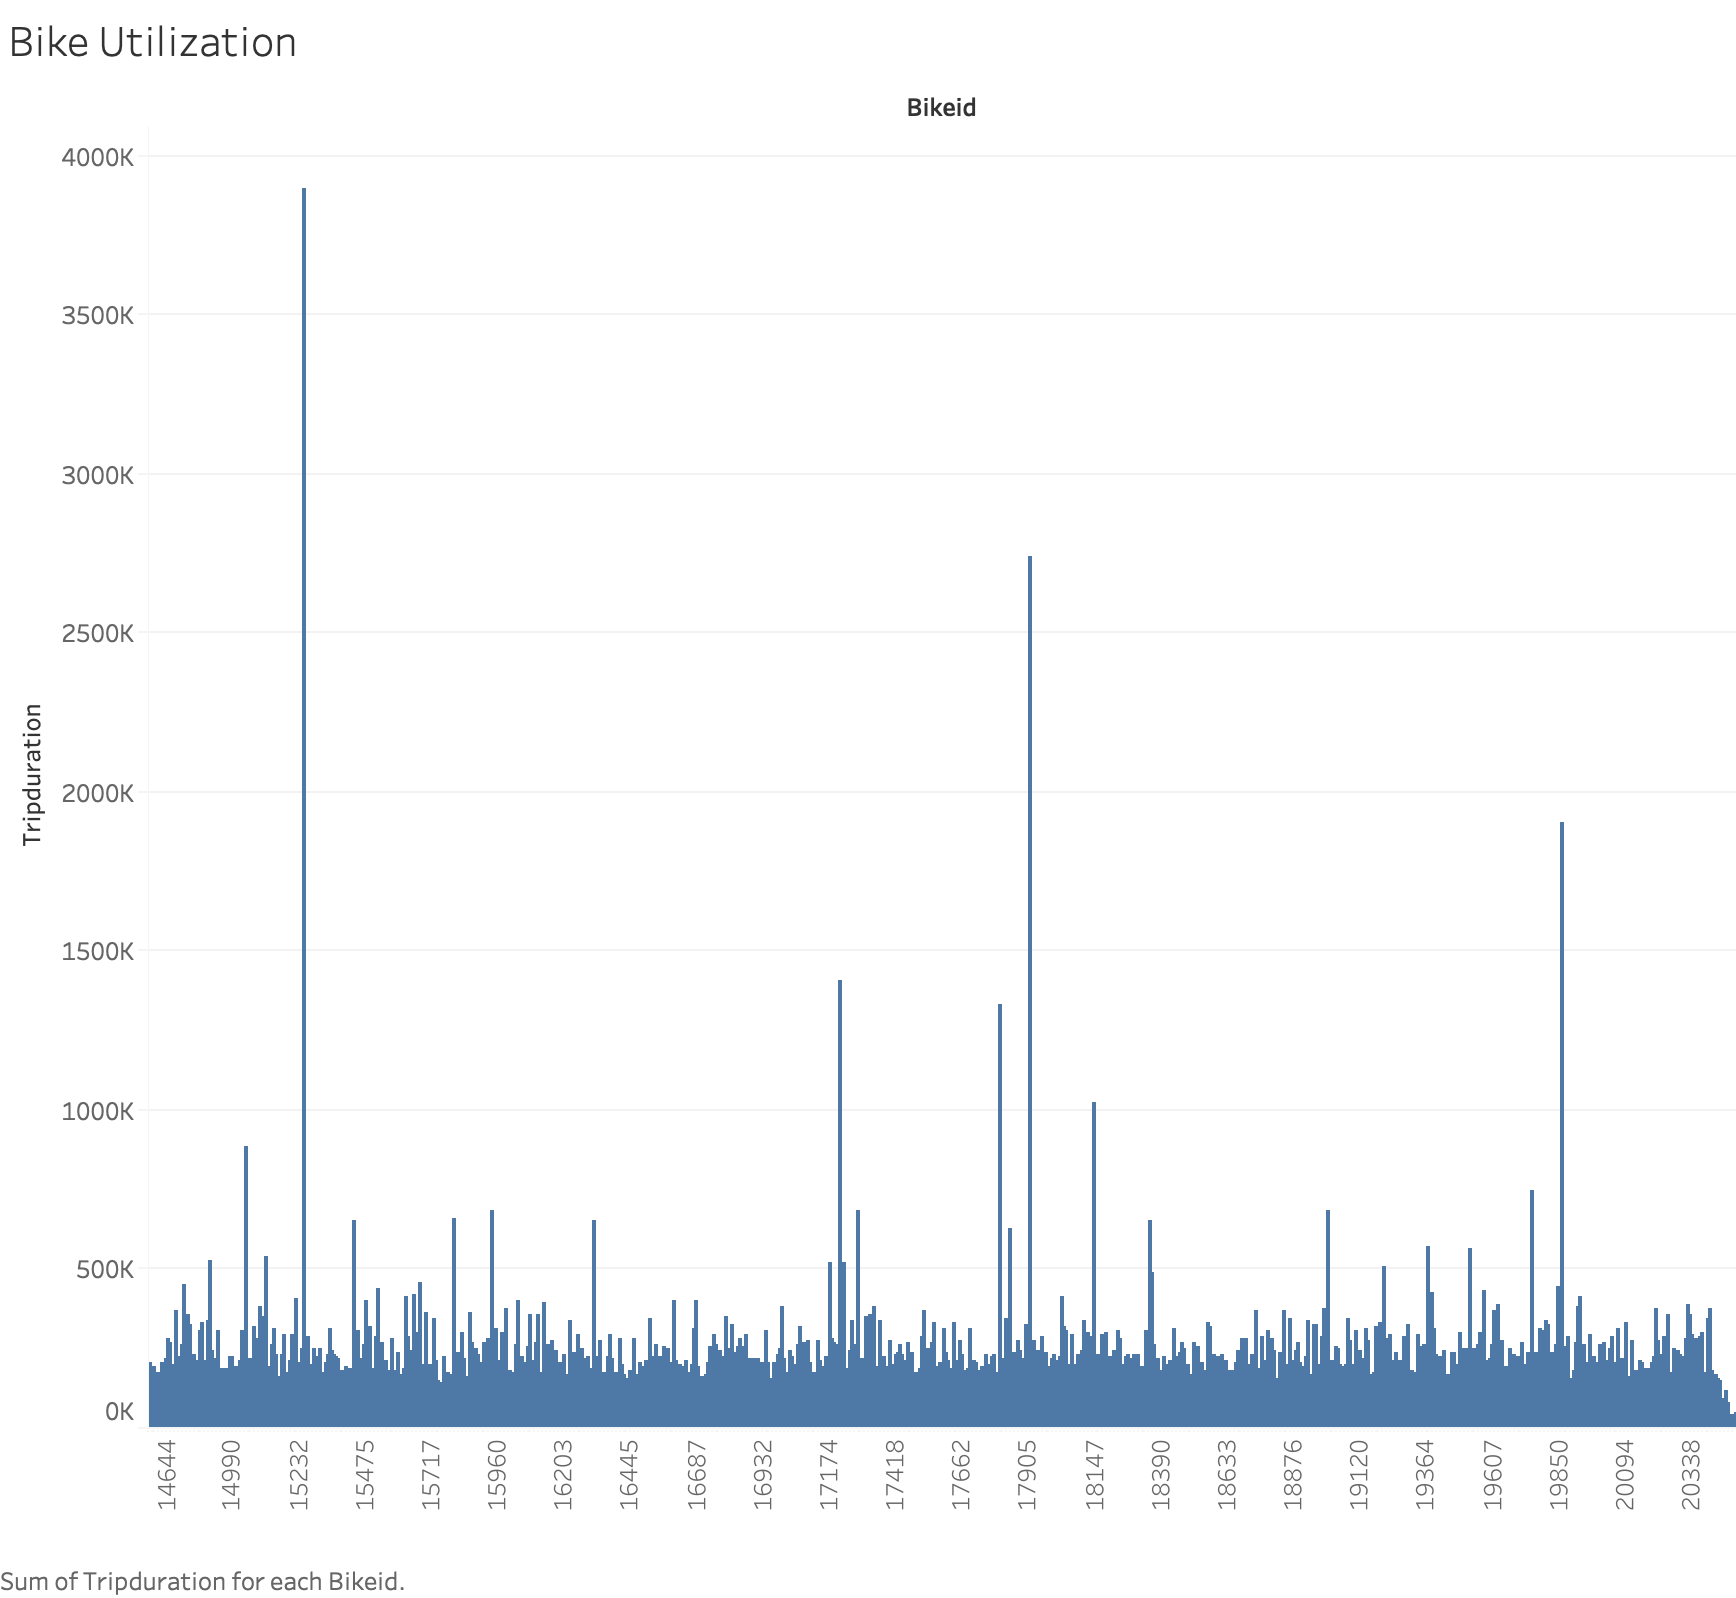 Bike Utilization
Bikeid
4000K
3500K
3000K
2500K
2000K
1500K
1000K
500K
0K
Tripduration
14644
14990
15232
15475
15717
15960
16203
16445
16687
16932
17174
17418
17662
17905
18147
18390
18633
18876
19120
19364
19607
19850
20094
20338
Sum of Tripduration for each Bikeid.